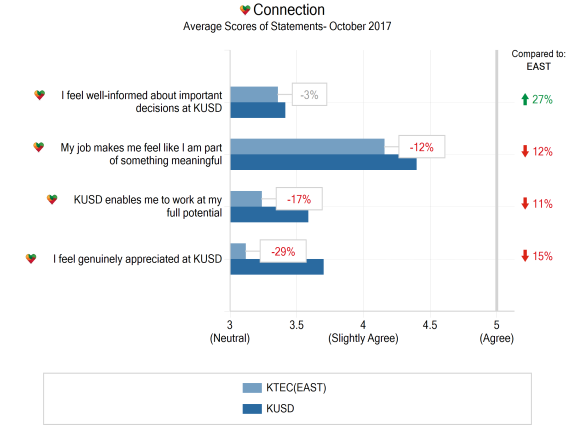 Connection
Average Scores of Statements- October 2017
Compared to:
EAST
I feel well-informed about important
decisions at KUSD
-3%
27%
My job makes me feel like I am part
of something meaningful
-12%
12%
KUSD enables me to work at my
full potential
-17%
11%
I feel genuinely appreciated at KUSD
-29%
15%
3 3.5 4 4.5 5
(Neutral) (Slightly Agree) (Agree)
KTEC(EAST)
KUSD